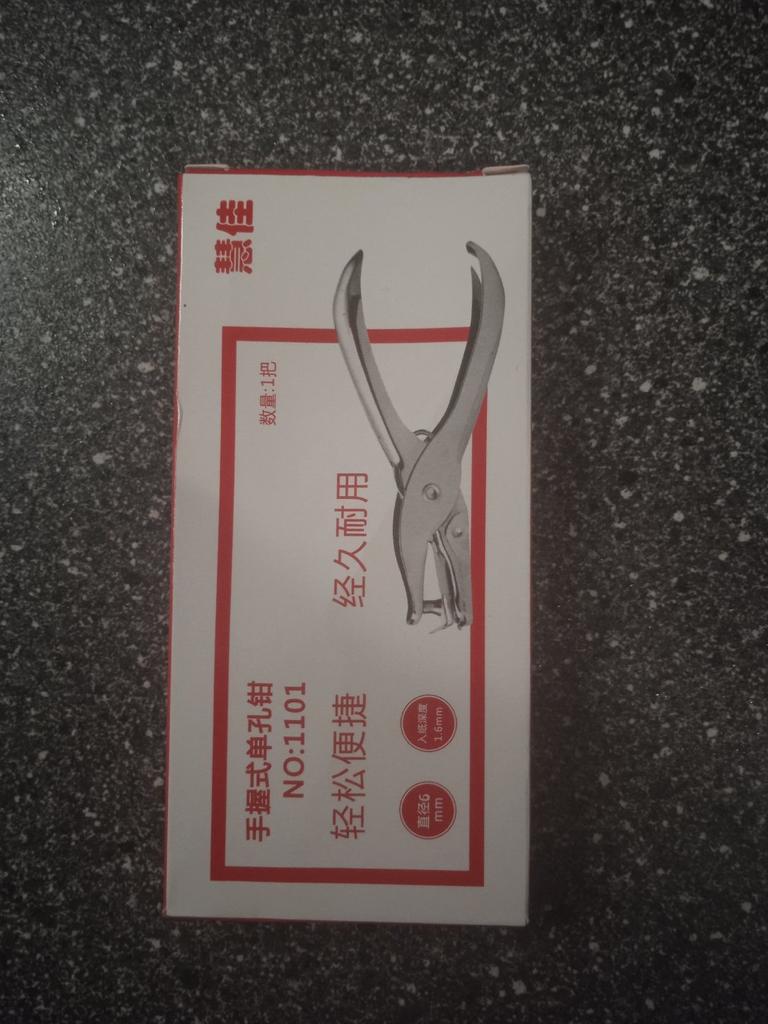 慧佳
数量:1把
手握式单孔钳
NO:1101
轻松便捷 经久耐用
直径6
mm
入纸深度
1.6mm